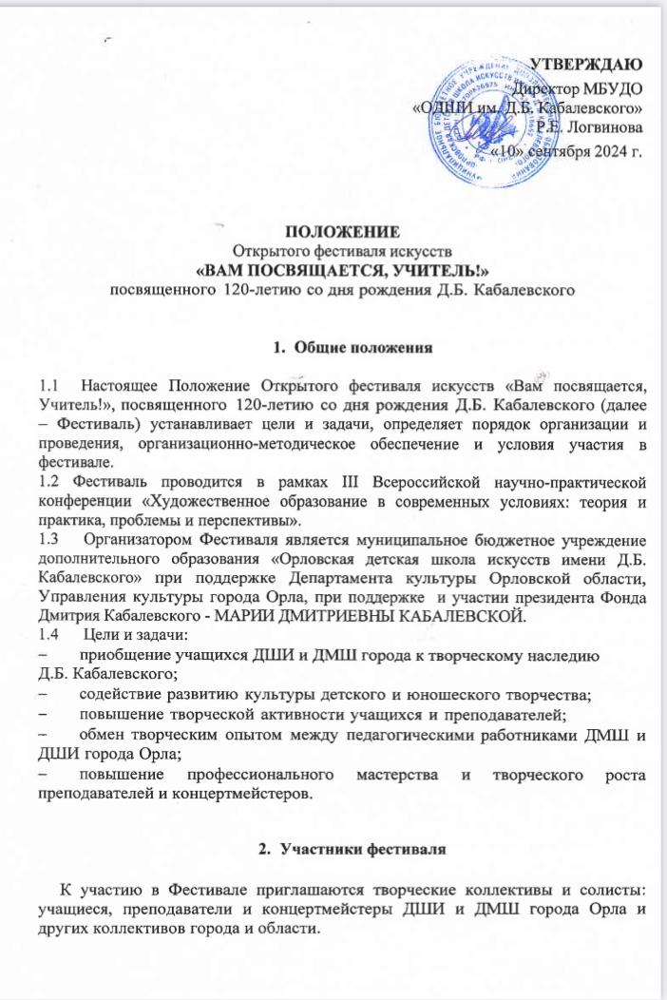 УТВЕРЖДАЮ
Директор МБУДО
«ОДШИ им. Д.Б. Кабалевского»
Р.Е. Логвинова
«10» сентября 2024 г.
ПОЛОЖЕНИЕ
Открытого фестиваля искусств
«ВАМ ПОСВЯЩАЕТСЯ, УЧИТЕЛЬ!»
посвященного 120-летию со дня рождения Д.Б. Кабалевского
1. Общие положения
1.1 Настоящее Положение Открытого фестиваля искусств «Вам посвящается,
Учитель!», посвященного 120-летию со дня рождения Д.Б. Кабалевского (далее
– Фестиваль) устанавливает цели и задачи, определяет порядок организации и
проведения, организационно-методическое обеспечение и условия участия в
фестивале.
1.2 Фестиваль проводится в рамках III Всероссийской научно-практической
конференции «Художественное образование в современных условиях: теория и
практика, проблемы и перспективы».
1.3 Организатором Фестиваля является муниципальное бюджетное учреждение
дополнительного образования «Орловская детская школа искусств имени Д.Б.
Кабалевского» при поддержке Департамента культуры Орловской области,
Управления культуры города Орла, при поддержке и участии президента Фонда
Дмитрия Кабалевского - МАРИИ ДМИТРИЕВНЫ КАБАЛЕВСКОЙ.
1.4 Цели и задачи:
– приобщение учащихся ДШИ и ДМШ города к творческому наследию
Д.Б. Кабалевского;
– содействие развитию культуры детского и юношеского творчества;
– повышение творческой активности учащихся и преподавателей;
– обмен творческим опытом между педагогическими работниками ДМШ и
ДШИ города Орла;
– повышение профессионального мастерства и творческого роста
преподавателей и концертмейстеров.
2. Участники фестиваля
К участию в Фестивале приглашаются творческие коллективы и солисты:
учащиеся, преподаватели и концертмейстеры ДШИ и ДМШ города Орла и
других коллективов города и области.